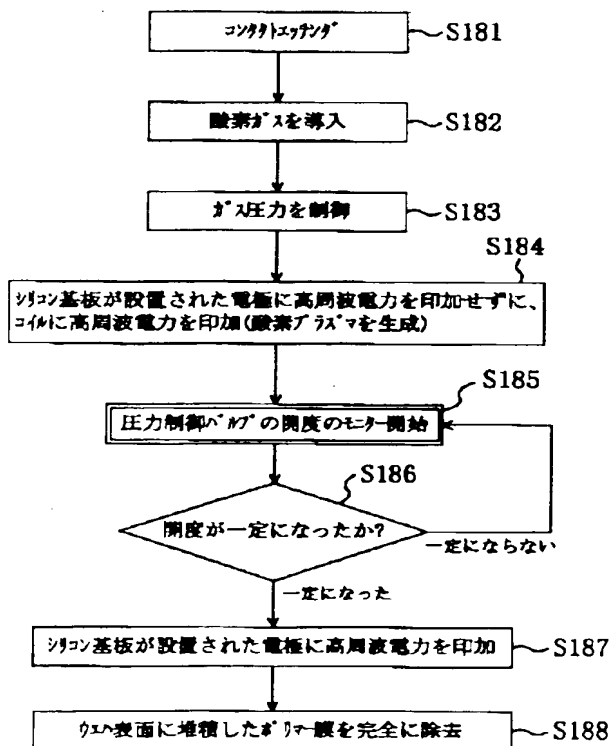 コンタクトエッチング S181
酸素ガスを導入 S182
ガス圧力を制御 S183
S184
シリコン基板が設置された電極に高周波電力を印加せずに、
コイルに高周波電力を印加(酸素プラズマを生成)
S185
圧力制御バルブの開度のモニター開始
S186
開度が一定になったか?
一定にならない
一定になった
シリコン基板が設置された電極に高周波電力を印加 S187
ウエハ表面に堆積したポリマー膜を完全に除去 S188